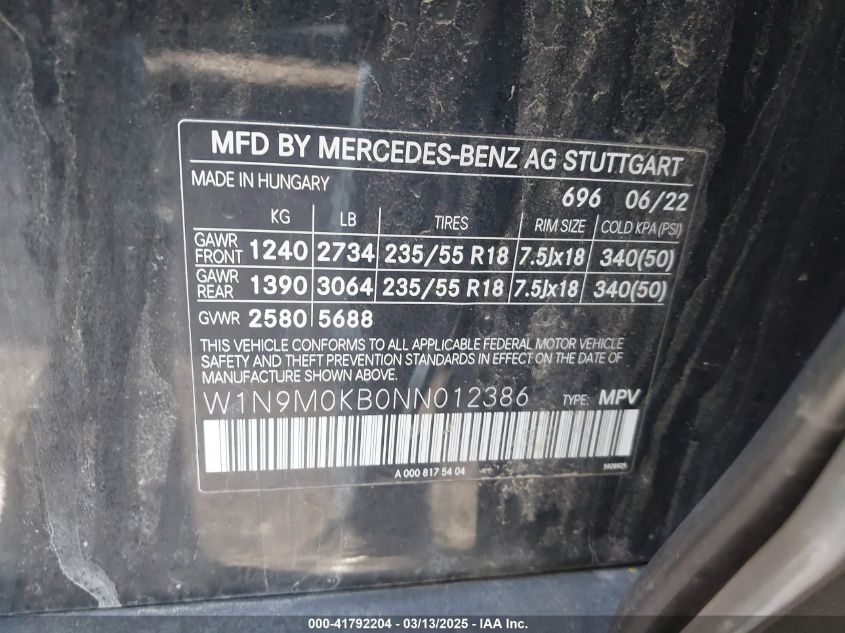 MFD BY MERCEDES-BENZ AG STUTTGART
MADE IN HUNGARY 696 06/22
KG LB TIRES RIM SIZE COLD KPA (PSI)
GAWR FRONT 1240 2734 235/55 R18 7.5Jx18 340(50)
GAWR REAR 1390 3064 235/55 R18 7.5Jx18 340(50)
GVWR 2580 5688
THIS VEHICLE CONFORMS TO ALL APPLICABLE FEDERAL MOTOR VEHICLE
SAFETY AND THEFT PREVENTION STANDARDS IN EFFECT ON THE DATE OF
MANUFACTURE SHOWN ABOVE.
W1N9M0KB0NN012386 TYPE: MPV
A 000 817 54 04
000-41792204 / 03/13/2025 / IAA Inc.